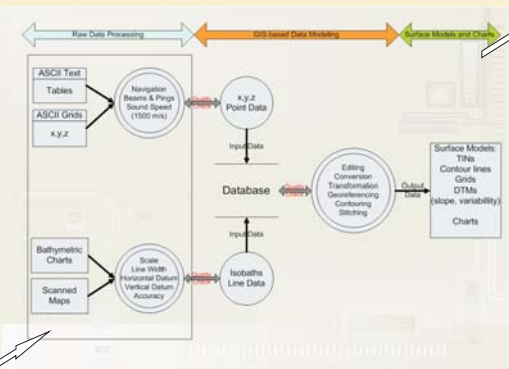 Raw Data Processing
GIS-based Data Modeling
Surface Models and Charts
ASCII Text
Tables
ASCII Grids
x,y,z
Navigation
Beams & Pings
Sound Speed
(1500 m/s)
x,y,z
Point Data
Input Data
Database
Input Data
Isobaths
Line Data
Bathymetric
Charts
Scanned
Maps
Scale
Line Width
Horizontal Datum
Vertical Datum
Accuracy
Editing
Conversion
Transformation
Georeferencing
Contouring
Stitching
Output
Data
Surface Models:
TINs
Contour lines
Grids
DTMs
(slope, variability)
Charts